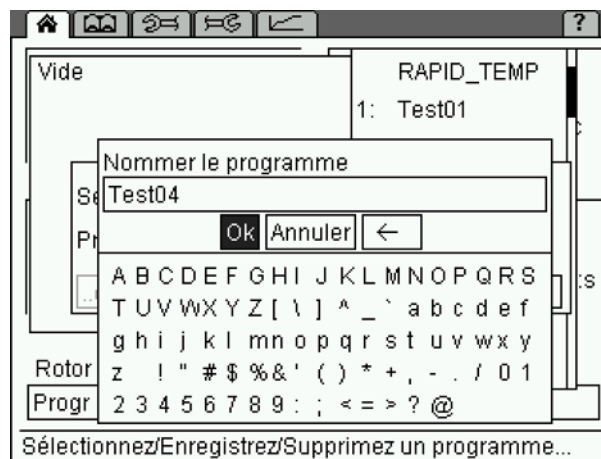 ?
Vide
RAPID_TEMP
1: Test01
Nommer le programme
Test04
Ok Annuler ←
A B C D E F G H I J K L M N O P Q R S
T U V W X Y Z [ \ ] ^ _ ` a b c d e f
g h i j k l m n o p q r s t u v w x y
z ! " # $ % & ' ( ) * + , - . / 0 1
2 3 4 5 6 7 8 9 : ; < = > ? @
Rotor
Progr
Sélectionnez/Enregistrez/Supprimez un programme...